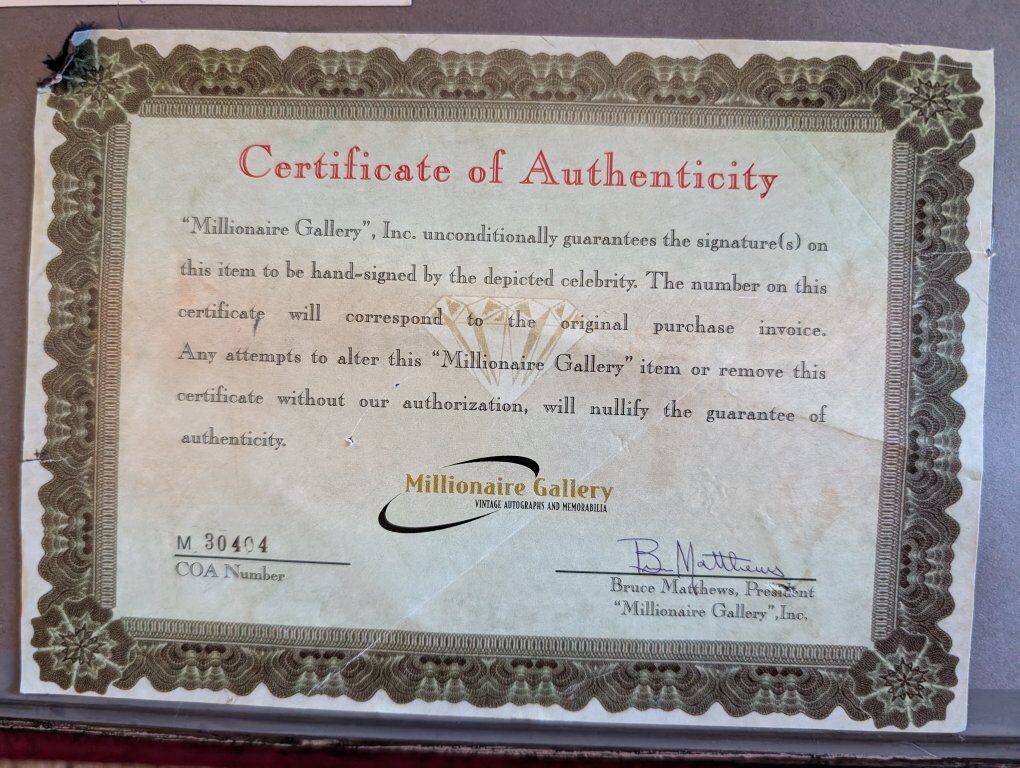 Certificate of Authenticity
“Millionaire Gallery”, Inc. unconditionally guarantees the signature(s) on
this item to be hand-signed by the depicted celebrity. The number on this
certificate will correspond to the original purchase invoice.
Any attempts to alter this “Millionaire Gallery” item or remove this
certificate without our authorization, will nullify the guarantee of
authenticity.
Millionaire Gallery
VINTAGE AUTOGRAPHS AND MEMORABILIA
M 30404
COA Number
B Matthews
Bruce Matthews, President
“Millionaire Gallery”,Inc.